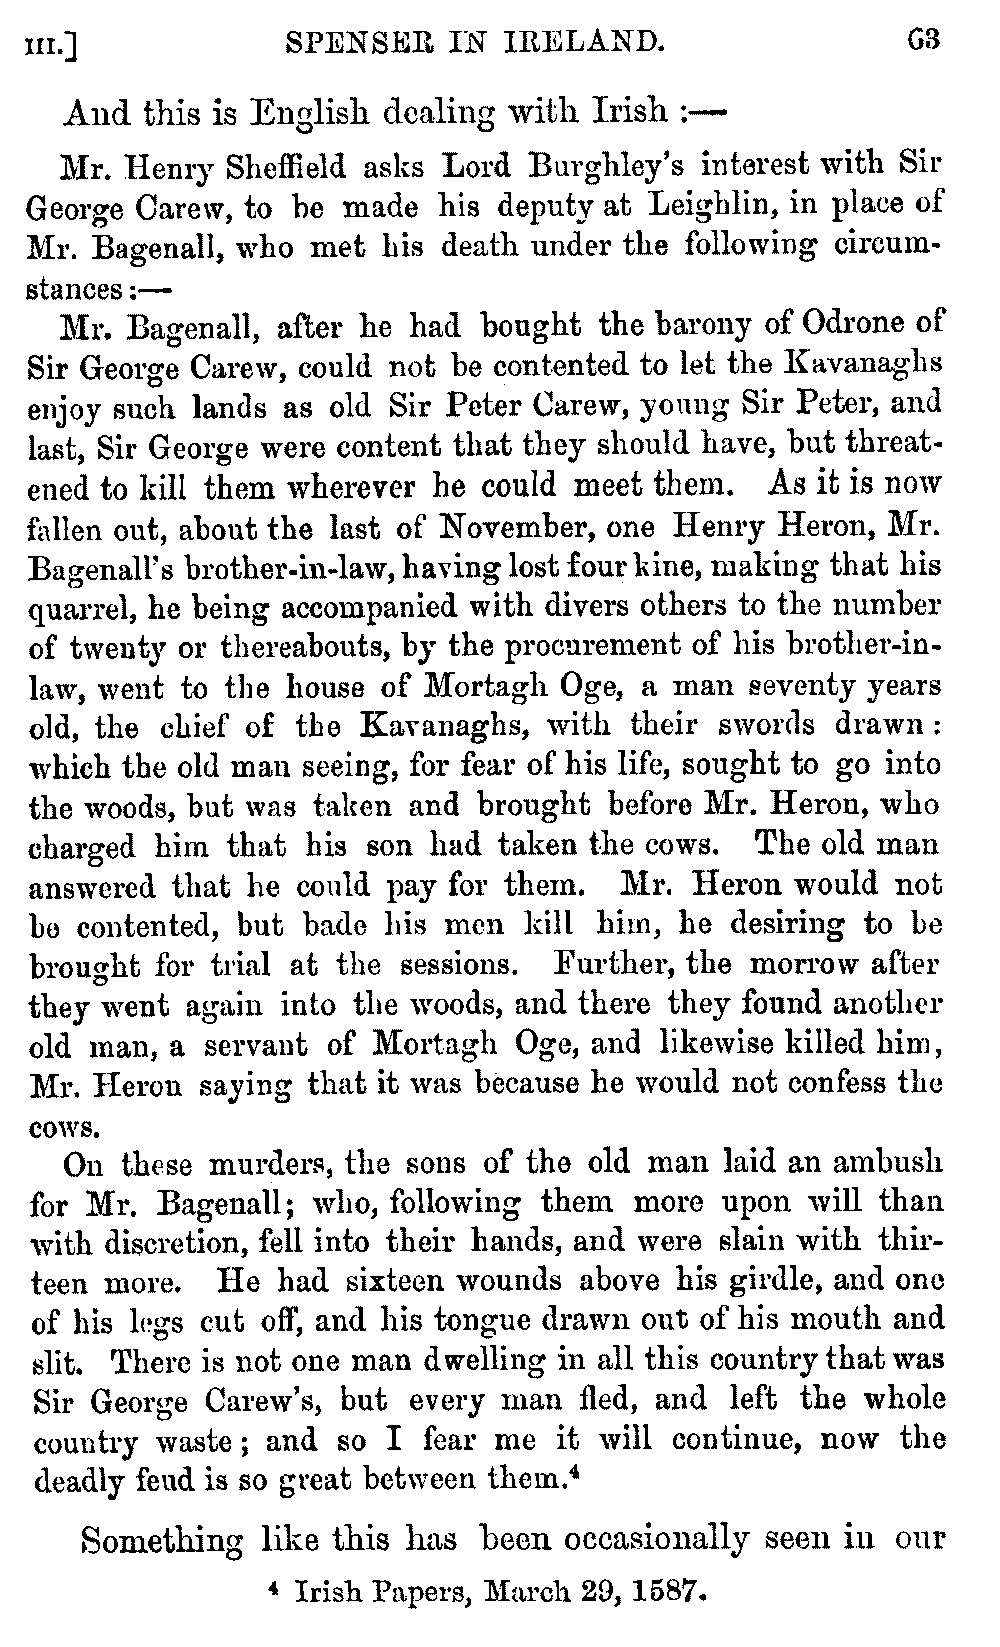 III.] SPENSER IN IRELAND. 63
And this is English dealing with Irish :—
Mr. Henry Sheffield asks Lord Burghley's interest with Sir
George Carew, to be made his deputy at Leighlin, in place of
Mr. Bagenall, who met his death under the following circum-
stances :—
Mr. Bagenall, after he had bought the barony of Odrone of
Sir George Carew, could not be contented to let the Kavanaghs
enjoy such lands as old Sir Peter Carew, young Sir Peter, and
last, Sir George were content that they should have, but threat-
ened to kill them wherever he could meet them. As it is now
fallen out, about the last of November, one Henry Heron, Mr.
Bagenall's brother-in-law, having lost four kine, making that his
quarrel, he being accompanied with divers others to the number
of twenty or thereabouts, by the procurement of his brother-in-
law, went to the house of Mortagh Oge, a man seventy years
old, the chief of the Kavanaghs, with their swords drawn :
which the old man seeing, for fear of his life, sought to go into
the woods, but was taken and brought before Mr. Heron, who
charged him that his son had taken the cows. The old man
answered that he could pay for them. Mr. Heron would not
be contented, but bade his men kill him, he desiring to be
brought for trial at the sessions. Further, the morrow after
they went again into the woods, and there they found another
old man, a servant of Mortagh Oge, and likewise killed him,
Mr. Heron saying that it was because he would not confess the
cows.
On these murders, the sons of the old man laid an ambush
for Mr. Bagenall; who, following them more upon will than
with discretion, fell into their hands, and were slain with thir-
teen more. He had sixteen wounds above his girdle, and one
of his legs cut off, and his tongue drawn out of his mouth and
slit. There is not one man dwelling in all this country that was
Sir George Carew's, but every man fled, and left the whole
country waste ; and so I fear me it will continue, now the
deadly feud is so great between them.⁴
Something like this has been occasionally seen in our
⁴ Irish Papers, March 29, 1587.